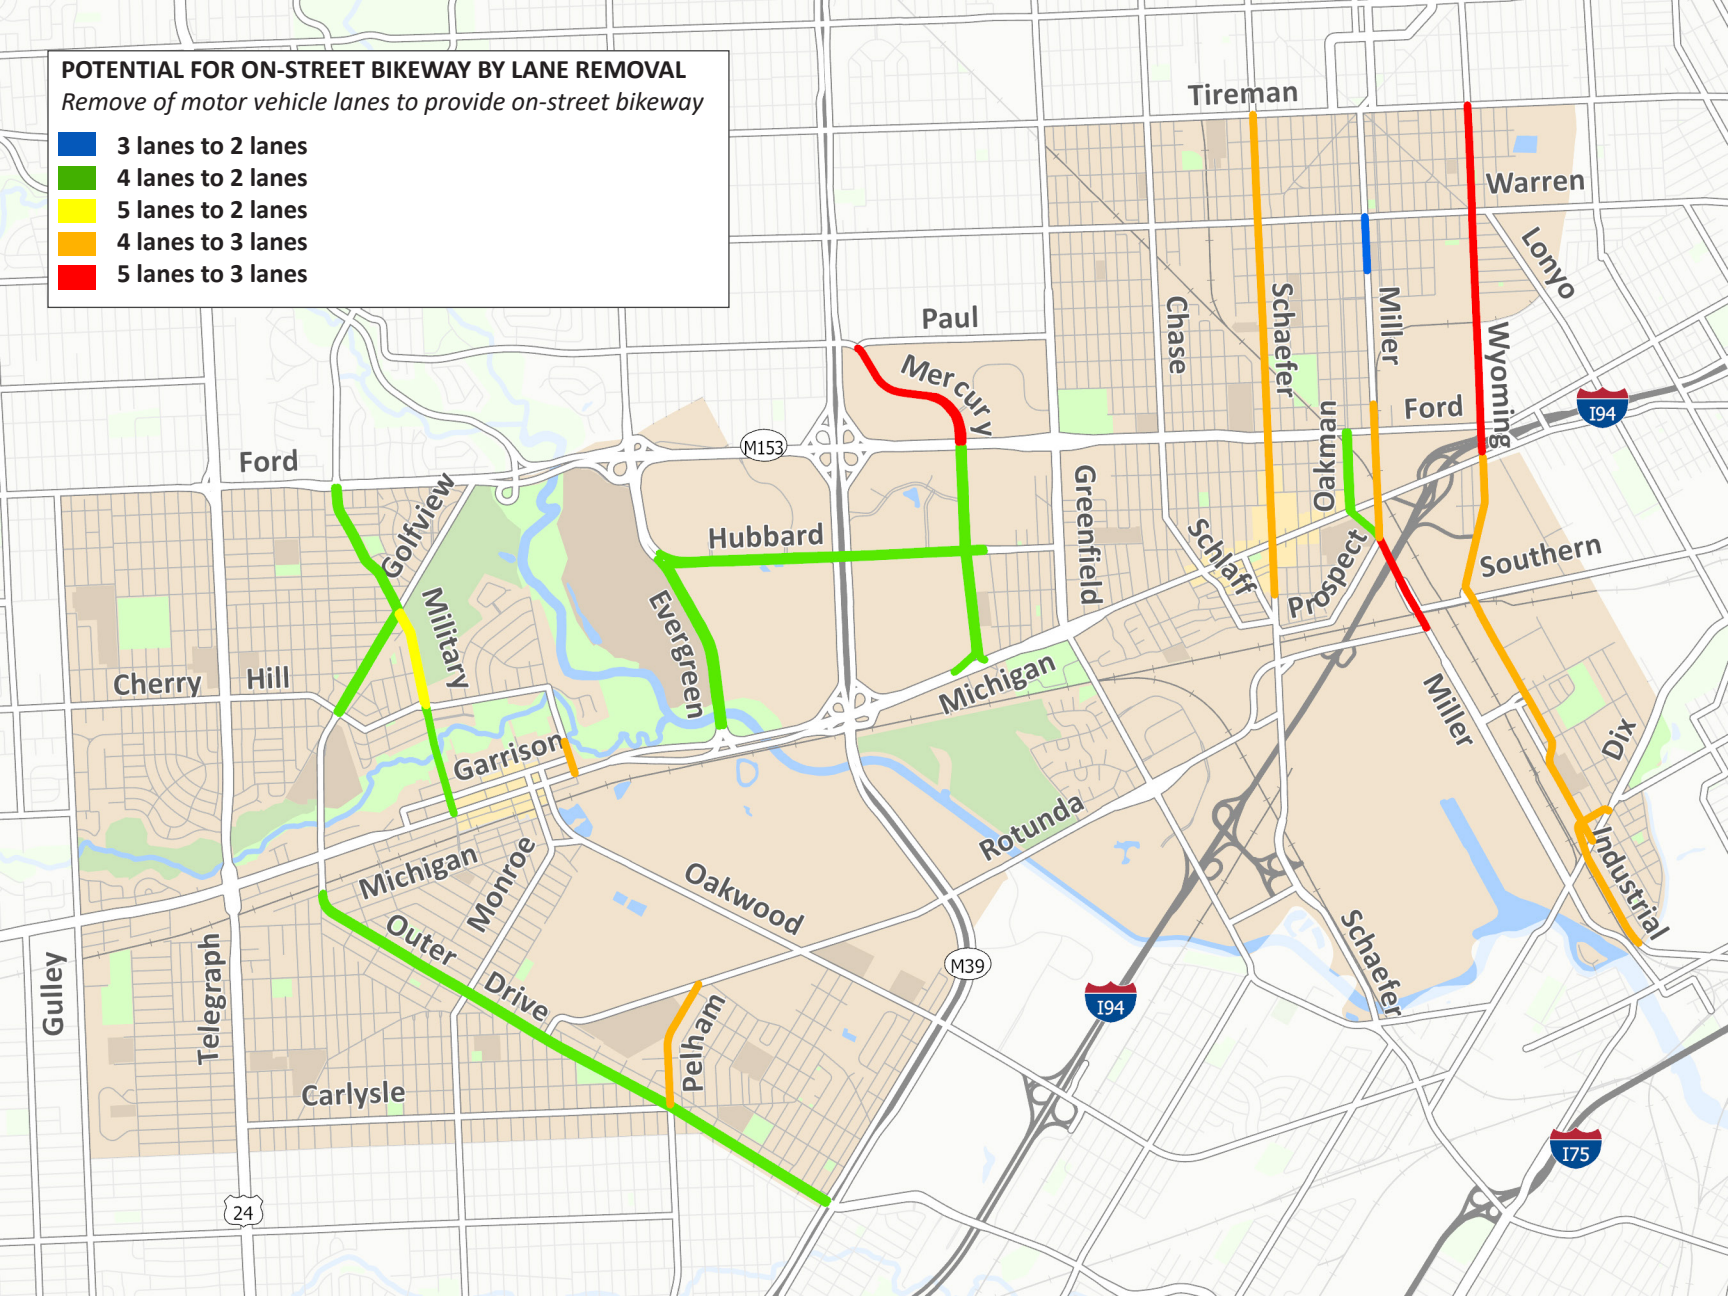 POTENTIAL FOR ON-STREET BIKEWAY BY LANE REMOVAL
Remove of motor vehicle lanes to provide on-street bikeway
3 lanes to 2 lanes
4 lanes to 2 lanes
5 lanes to 2 lanes
4 lanes to 3 lanes
5 lanes to 3 lanes
Tireman
Warren
Lonyo
Paul
Chase
Schaefer
Miller
Wyoming
Mercury
Ford
I94
Oakman
M153
Ford
Golfview
Greenfield
Hubbard
Schlaff
Prospect
Southern
Evergreen
Military
Cherry
Hill
Michigan
Miller
Dix
Garrison
Rotunda
Michigan
Monroe
Oakwood
Industrial
Outer
Drive
Schaefer
Gulley
Telegraph
M39
I94
Pelham
Carlysle
I75
24